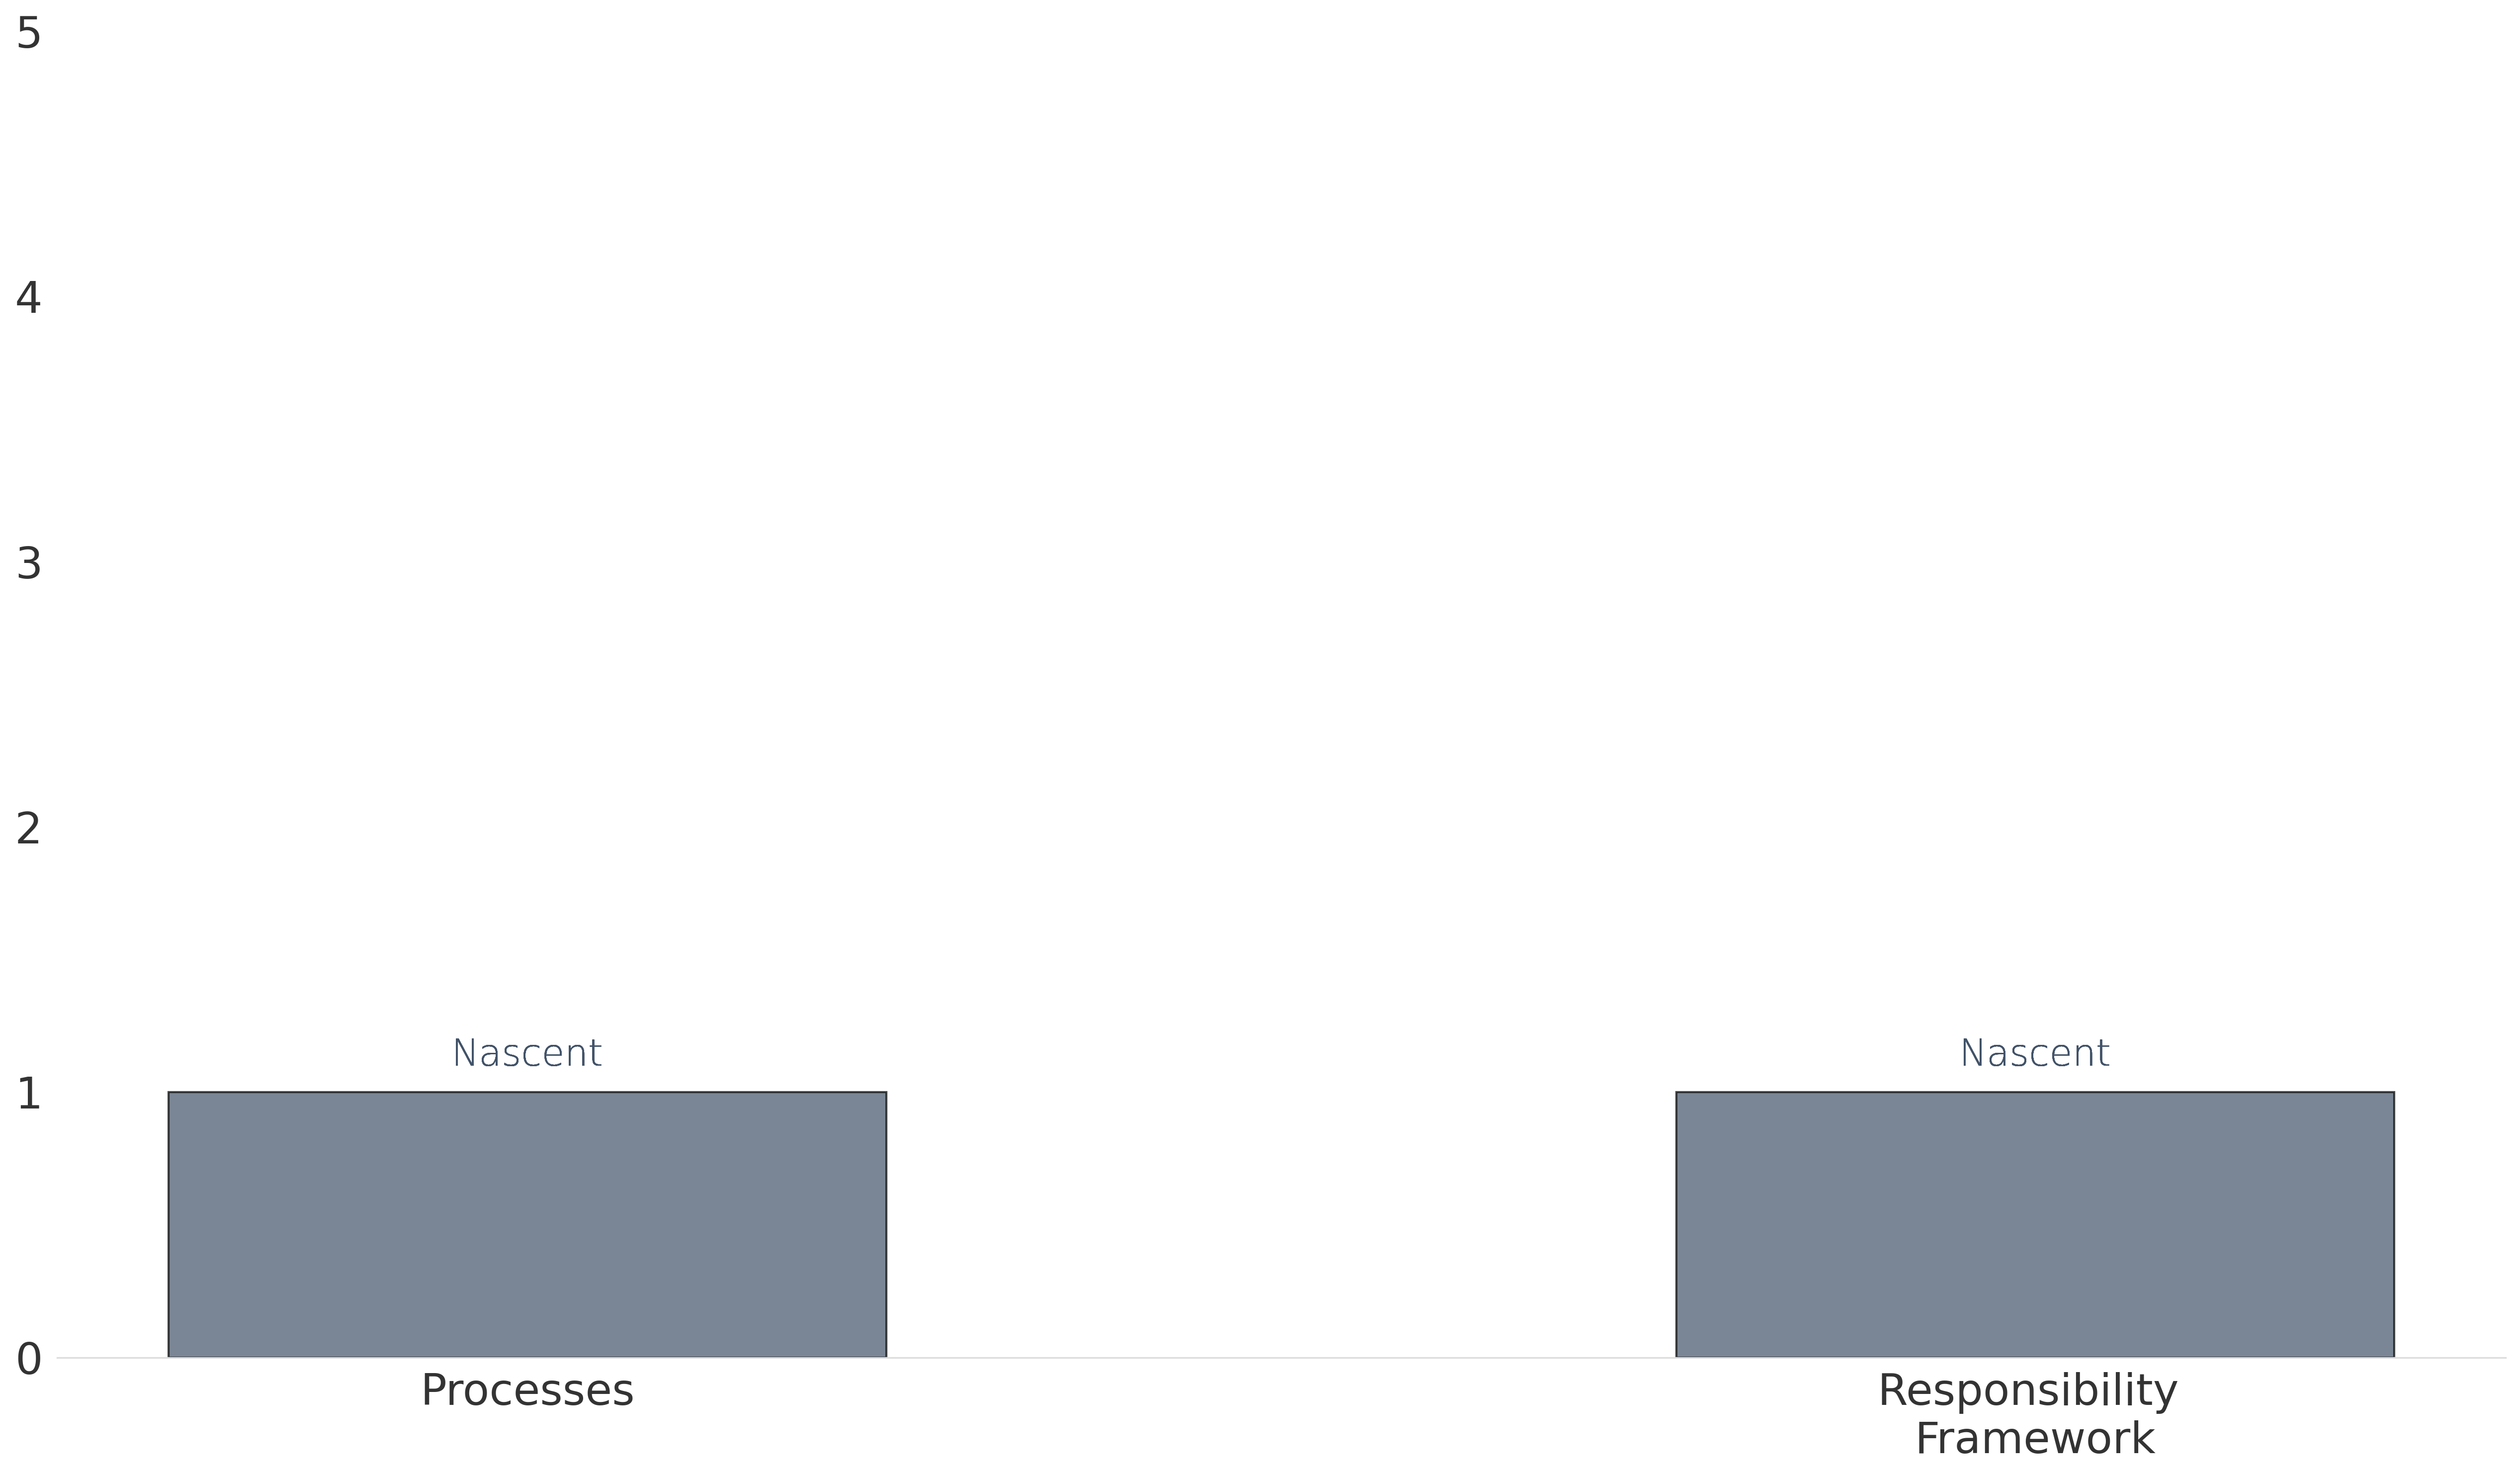 5
4
3
2
1
0
Nascent
Nascent
Processes
Responsibility
Framework